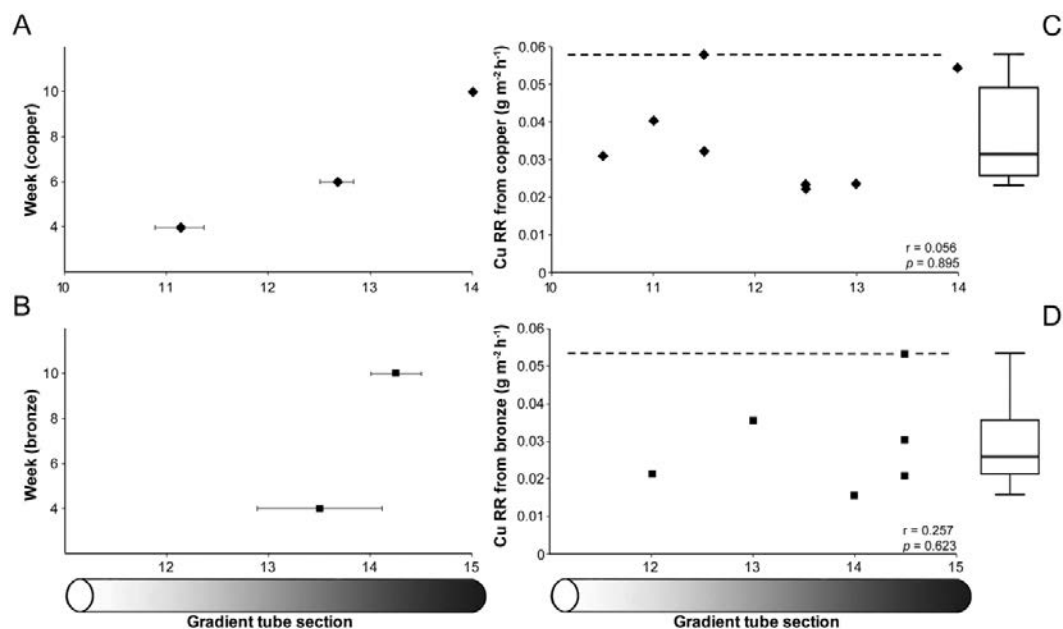 A
Week (copper)
10
8
6
4
10 11 12 13 14
C
Cu RR from copper (g m⁻² h⁻¹)
0.06
0.05
0.04
0.03
0.02
0.01
0
r = 0.056
p = 0.895
10 11 12 13 14
B
Week (bronze)
10
8
6
4
12 13 14 15
Gradient tube section
D
Cu RR from bronze (g m⁻² h⁻¹)
0.06
0.05
0.04
0.03
0.02
0.01
0
r = 0.257
p = 0.623
12 13 14 15
Gradient tube section